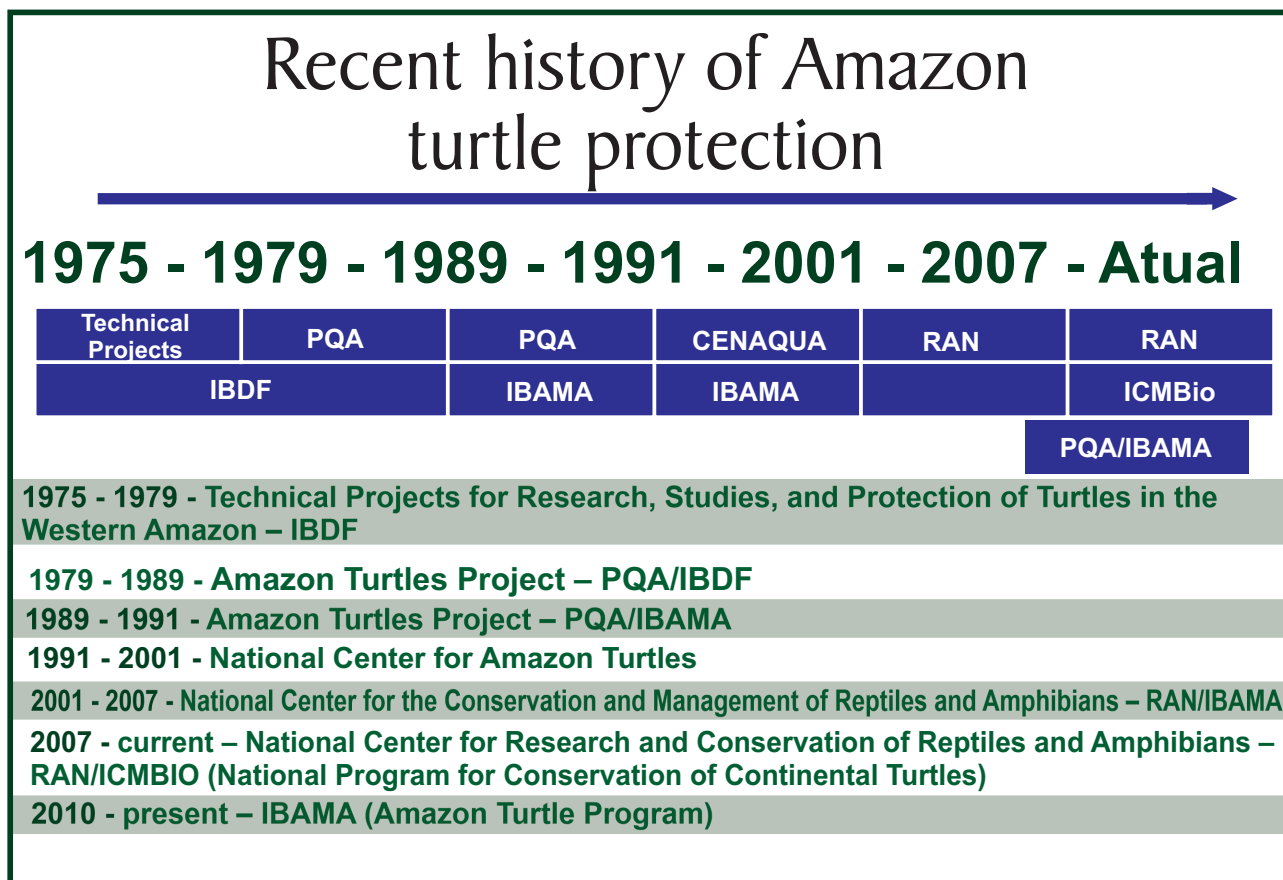 Recent history of Amazon
turtle protection
1975 - 1979 - 1989 - 1991 - 2001 - 2007 - Atual
Technical
Projects
PQA
PQA
CENAQUA
RAN
RAN
IBDF
IBAMA
IBAMA
ICMBio
PQA/IBAMA
1975 - 1979 - Technical Projects for Research, Studies, and Protection of Turtles in the
Western Amazon – IBDF
1979 - 1989 - Amazon Turtles Project – PQA/IBDF
1989 - 1991 - Amazon Turtles Project – PQA/IBAMA
1991 - 2001 - National Center for Amazon Turtles
2001 - 2007 - National Center for the Conservation and Management of Reptiles and Amphibians – RAN/IBAMA
2007 - current – National Center for Research and Conservation of Reptiles and Amphibians –
RAN/ICMBIO (National Program for Conservation of Continental Turtles)
2010 - present – IBAMA (Amazon Turtle Program)